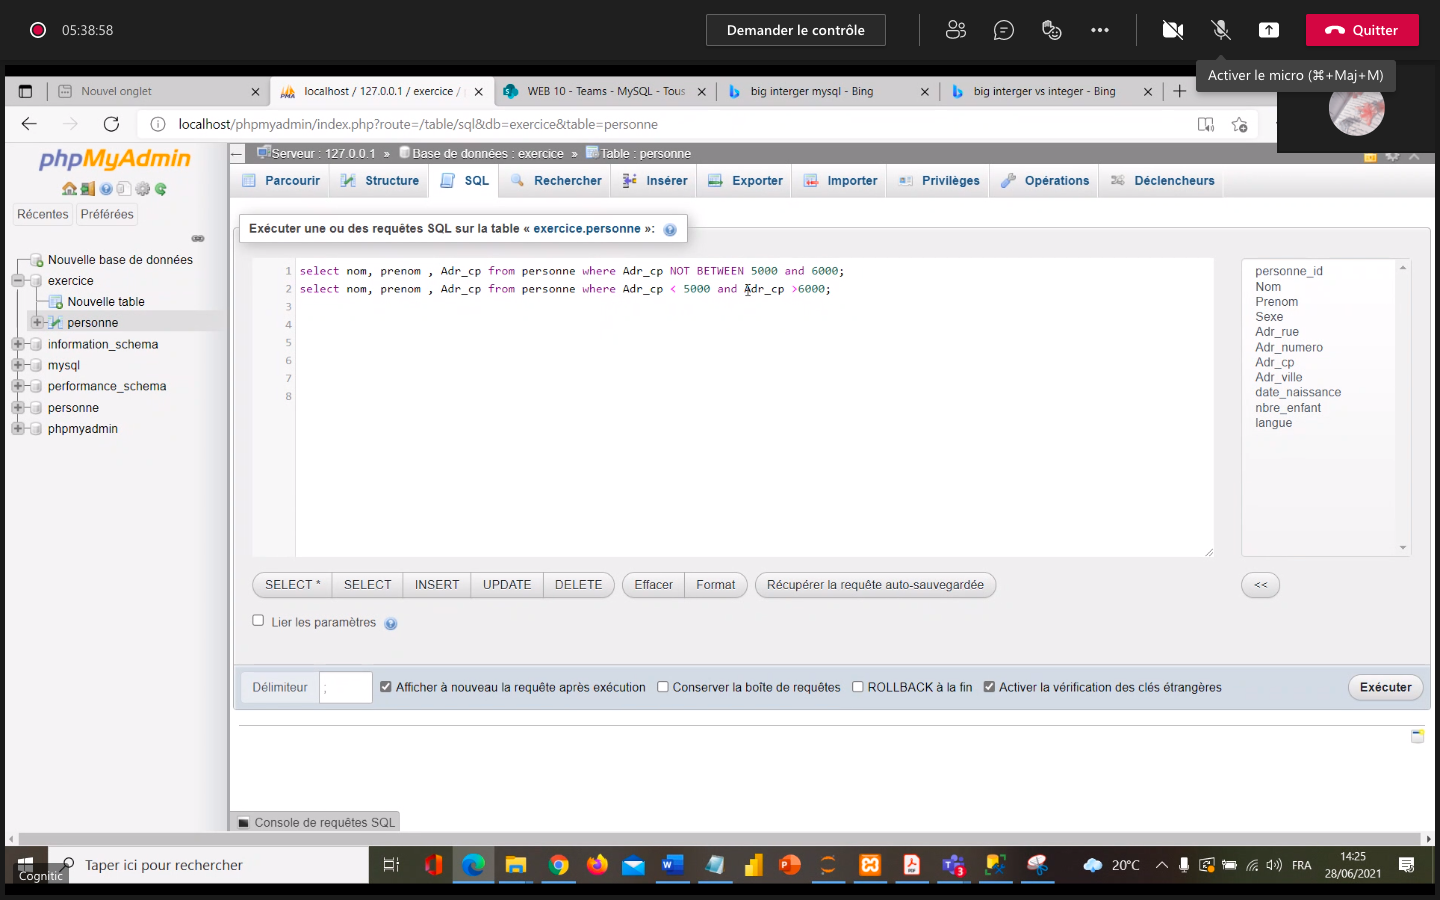 05:38:58
Demander le contrôle
Quitter
Activer le micro (⌘+Maj+M)
Nouvel onglet
localhost / 127.0.0.1 / exercice /
WEB 10 - Teams - MySQL - Tous
big interger mysql - Bing
big interger vs integer - Bing
localhost/phpmyadmin/index.php?route=/table/sql&db=exercice&table=personne
phpMyAdmin
Récentes
Préférées
Nouvelle base de données
exercice
Nouvelle table
personne
information_schema
mysql
performance_schema
personne
phpmyadmin
Serveur : 127.0.0.1 » Base de données : exercice » Table : personne
Parcourir
Structure
SQL
Rechercher
Insérer
Exporter
Importer
Privilèges
Opérations
Déclencheurs
Exécuter une ou des requêtes SQL sur la table « exercice.personne »:
1 select nom, prenom , Adr_cp from personne where Adr_cp NOT BETWEEN 5000 and 6000;
2 select nom, prenom , Adr_cp from personne where Adr_cp < 5000 and Adr_cp >6000;
3
4
5
6
7
8
personne_id
Nom
Prenom
Sexe
Adr_rue
Adr_numero
Adr_cp
Adr_ville
date_naissance
nbre_enfant
langue
SELECT *
SELECT
INSERT
UPDATE
DELETE
Effacer
Format
Récupérer la requête auto-sauvegardée
<<
Lier les paramètres
Délimiteur
;
Afficher à nouveau la requête après exécution
Conserver la boîte de requêtes
ROLLBACK à la fin
Activer la vérification des clés étrangères
Exécuter
Console de requêtes SQL
Taper ici pour rechercher
Cognitic
20°C
FRA
14:25
28/06/2021